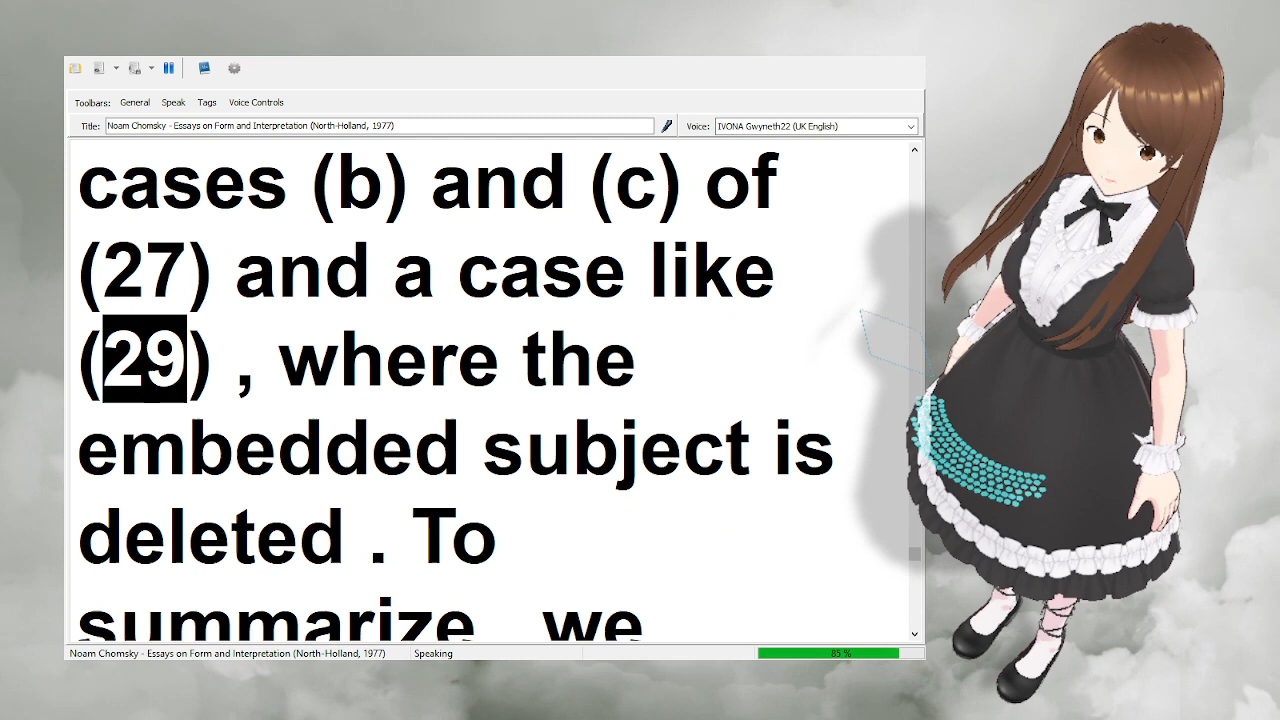 Toolbars: General Speak Tags Voice Controls
Title: Noam Chomsky - Essays on Form and Interpretation (North-Holland, 1977) Voice: IVONA Gwyneth22 (UK English)
cases (b) and (c) of
(27) and a case like
(29) , where the
embedded subject is
deleted . To
summarize we
Noam Chomsky - Essays on Form and Interpretation (North-Holland, 1977) Speaking 85 %